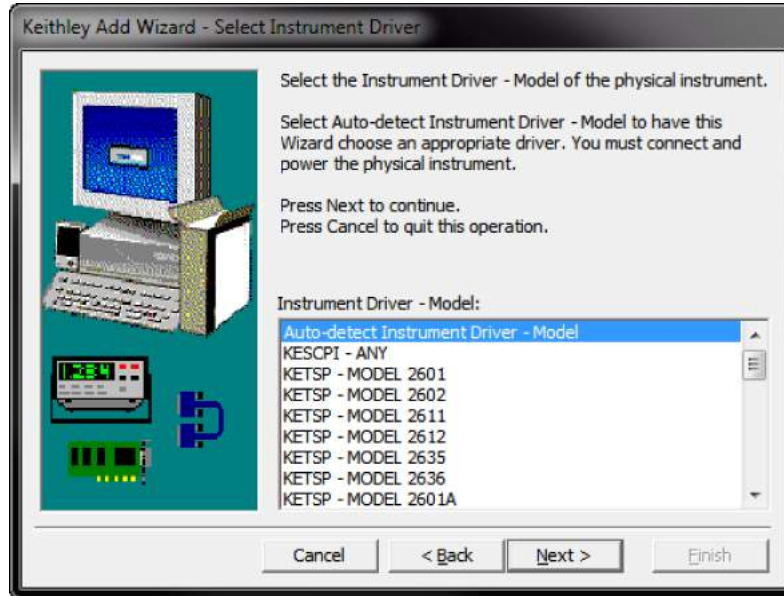 Keithley Add Wizard - Select Instrument Driver
Select the Instrument Driver - Model of the physical instrument.
Select Auto-detect Instrument Driver - Model to have this
Wizard choose an appropriate driver. You must connect and
power the physical instrument.
Press Next to continue.
Press Cancel to quit this operation.
1.284
Instrument Driver - Model:
Auto-detect Instrument Driver - Model
KESCPI - ANY
KETSP - MODEL 2601
KETSP - MODEL 2602
KETSP - MODEL 2611
KETSP - MODEL 2612
KETSP - MODEL 2635
KETSP - MODEL 2636
KETSP - MODEL 2601A
Cancel
< Back
Next >
Finish